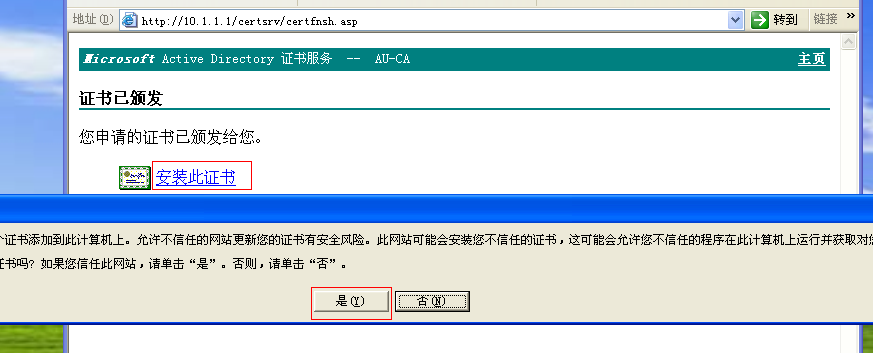 地址(D) http://10.1.1.1/certsrv/certfnsh.asp 转到 链接 »
Microsoft Active Directory 证书服务 -- AU-CA 主页
证书已颁发
您申请的证书已颁发给您。
安装此证书
个证书添加到此计算机上。允许不信任的网站更新您的证书有安全风险。此网站可能会安装您不信任的证书，这可能会允许您不信任的程序在此计算机上运行并获取对您
证书吗? 如果您信任此网站，请单击“是”。否则，请单击“否”。
是(Y) 否(N)